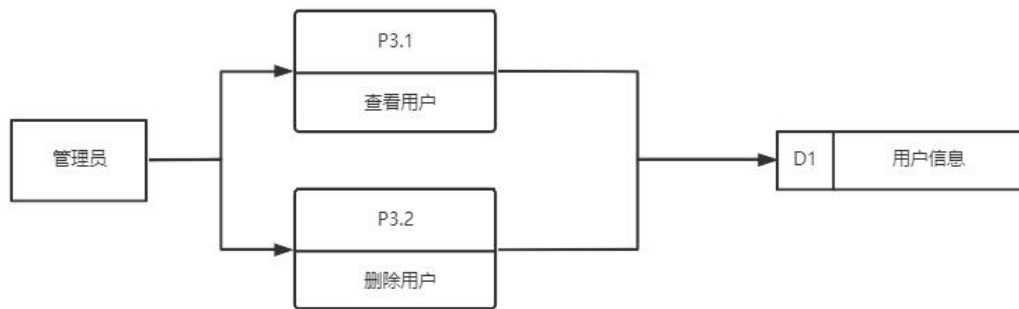 P3.1
查看用户
管理员
D1 用户信息
P3.2
删除用户